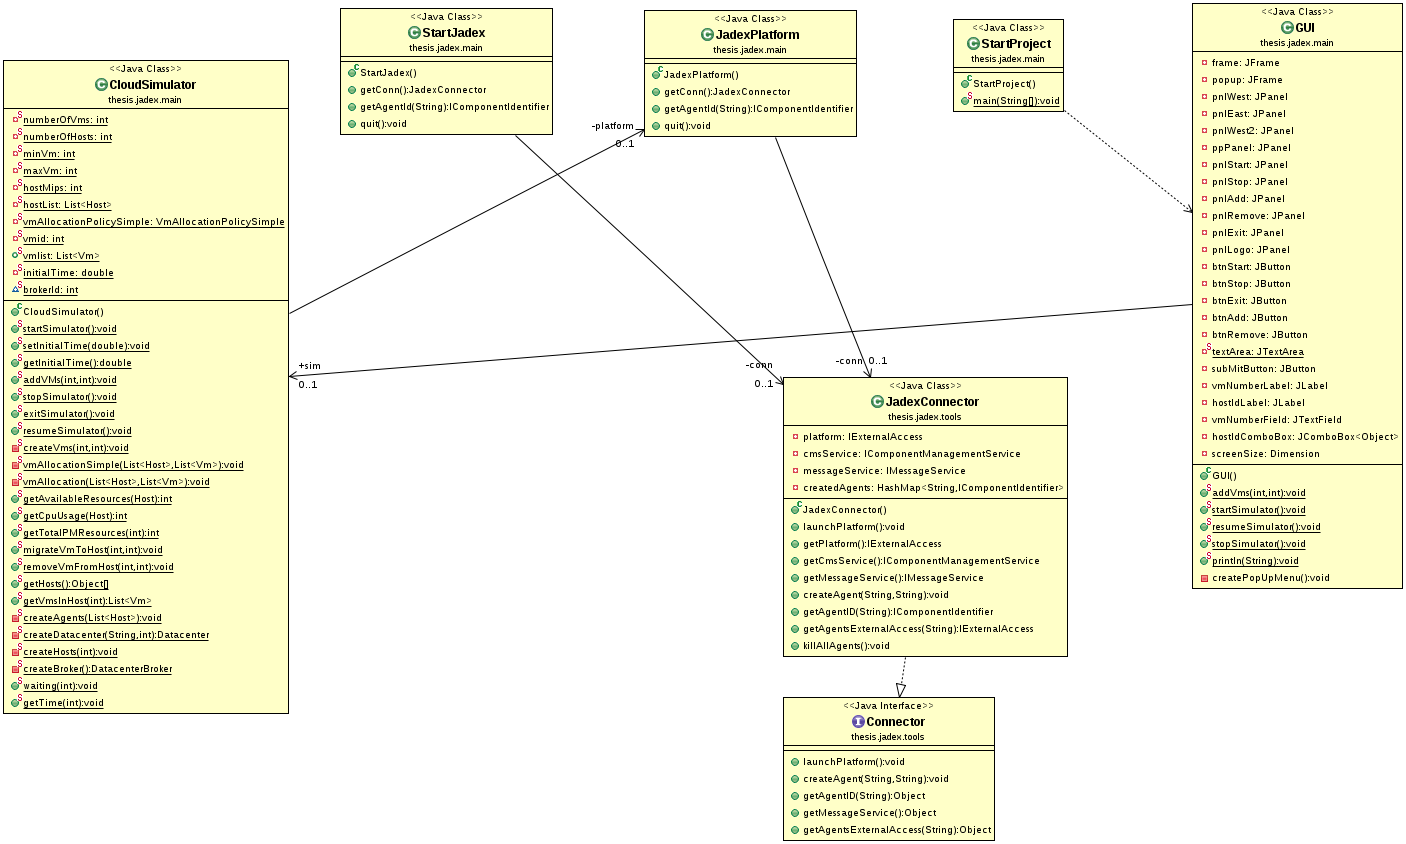 <<Java Class>>
CloudSimulator
thesis.jadex.main
numberOfVms: int
numberOfHosts: int
minVm: int
maxVm: int
hostMips: int
hostList: List<Host>
vmAllocationPolicySimple: VmAllocationPolicySimple
vmid: int
vmlist: List<Vm>
initialTime: double
brokerId: int
CloudSimulator()
startSimulator():void
setInitialTime(double):void
getInitialTime():double
addVMs(int,int):void
stopSimulator():void
exitSimulator():void
resumeSimulator():void
createVms(int,int):void
vmAllocationSimple(List<Host>,List<Vm>):void
vmAllocation(List<Host>,List<Vm>):void
getAvailableResources(Host):int
getCpuUsage(Host):int
getTotalPMResources(int):int
migrateVmToHost(int,int):void
removeVmFromHost(int,int):void
getHosts():Object[]
getVmsInHost(int):List<Vm>
createAgents(List<Host>):void
createDatacenter(String,int):Datacenter
createHosts(int):void
createBroker():DatacenterBroker
waiting(int):void
getTime(int):void
<<Java Class>>
StartJadex
thesis.jadex.main
StartJadex()
getConn():JadexConnector
getAgentId(String):IComponentIdentifier
quit():void
<<Java Class>>
JadexPlatform
thesis.jadex.main
JadexPlatform()
getConn():JadexConnector
getAgentId(String):IComponentIdentifier
quit():void
<<Java Class>>
StartProject
thesis.jadex.main
StartProject()
main(String[]):void
<<Java Class>>
GUI
thesis.jadex.main
frame: JFrame
popup: JFrame
pnlWest: JPanel
pnlEast: JPanel
pnlWest2: JPanel
ppPanel: JPanel
pnlStart: JPanel
pnlStop: JPanel
pnlAdd: JPanel
pnlRemove: JPanel
pnlExit: JPanel
pnlLogo: JPanel
btnStart: JButton
btnStop: JButton
btnExit: JButton
btnAdd: JButton
btnRemove: JButton
textArea: JTextArea
subMitButton: JButton
vmNumberLabel: JLabel
hostIdLabel: JLabel
vmNumberField: JTextField
hostIdComboBox: JComboBox<Object>
screenSize: Dimension
GUI()
addVms(int,int):void
startSimulator():void
resumeSimulator():void
stopSimulator():void
println(String):void
createPopUpMenu():void
-platform
0..1
+sim
0..1
-conn
0..1
-conn 0..1
<<Java Class>>
JadexConnector
thesis.jadex.tools
platform: IExternalAccess
cmsService: IComponentManagementService
messageService: IMessageService
createdAgents: HashMap<String,IComponentIdentifier>
JadexConnector()
launchPlatform():void
getPlatform():IExternalAccess
getCmsService():IComponentManagementService
getMessageService():IMessageService
createAgent(String,String):void
getAgentID(String):IComponentIdentifier
getAgentsExternalAccess(String):IExternalAccess
killAllAgents():void
<<Java Interface>>
Connector
thesis.jadex.tools
launchPlatform():void
createAgent(String,String):void
getAgentID(String):Object
getMessageService():Object
getAgentsExternalAccess(String):Object